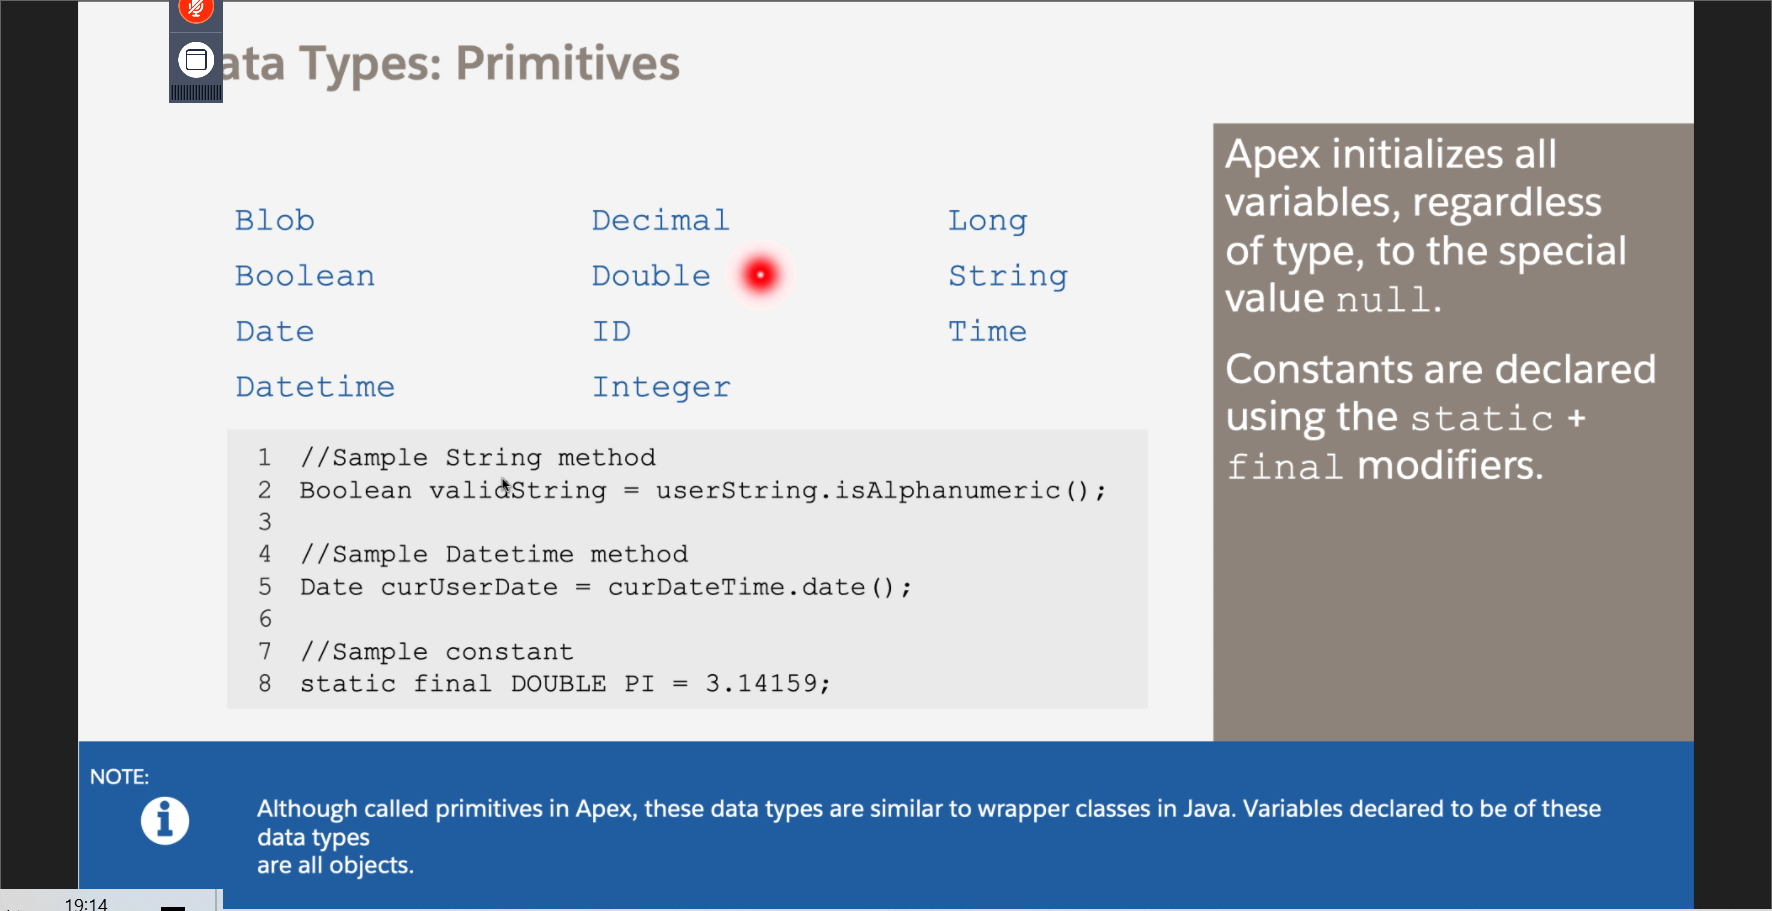 ata Types: Primitives
Blob
Decimal
Long
Boolean
Double
String
Date
ID
Time
Datetime
Integer
1 //Sample String method
2 Boolean validString = userString.isAlphanumeric();
3
4 //Sample Datetime method
5 Date curUserDate = curDateTime.date();
6
7 //Sample constant
8 static final DOUBLE PI = 3.14159;
Apex initializes all
variables, regardless
of type, to the special
value null.
Constants are declared
using the static +
final modifiers.
NOTE:
Although called primitives in Apex, these data types are similar to wrapper classes in Java. Variables declared to be of these
data types
are all objects.
19:14